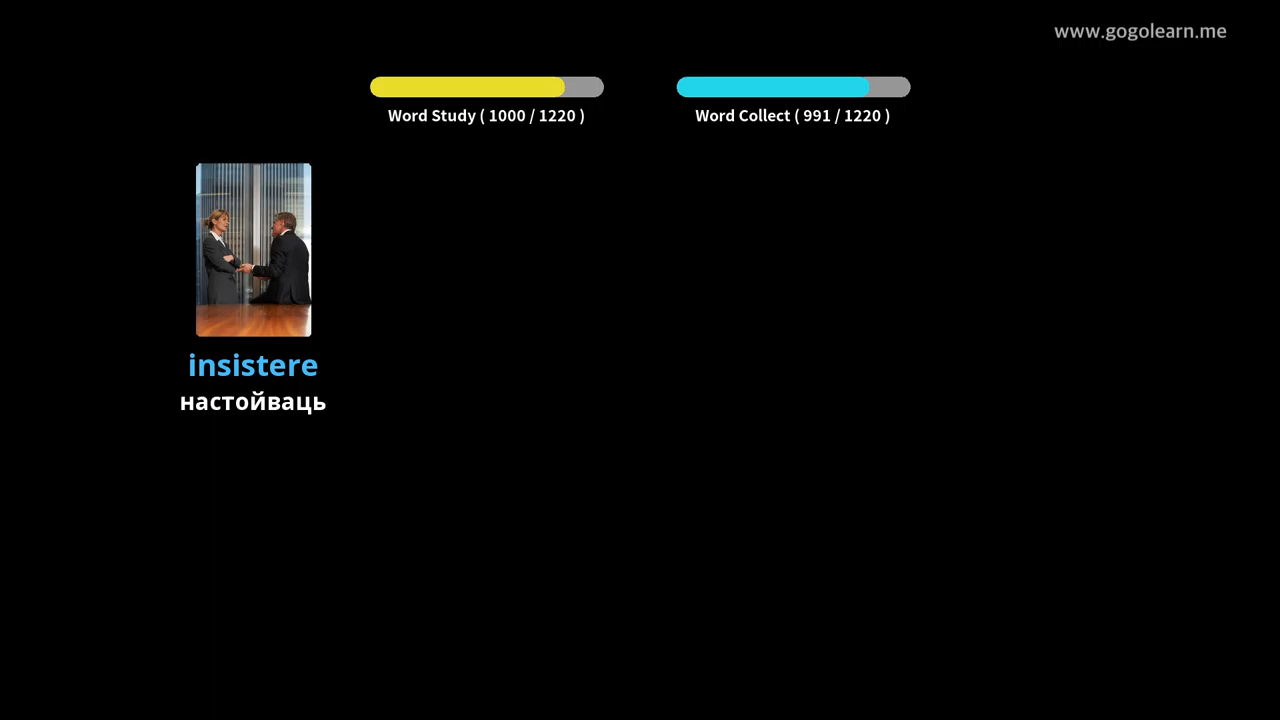 www.gogolearn.me
Word Study ( 1000 / 1220 )
Word Collect ( 991 / 1220 )
insistere
настойваць